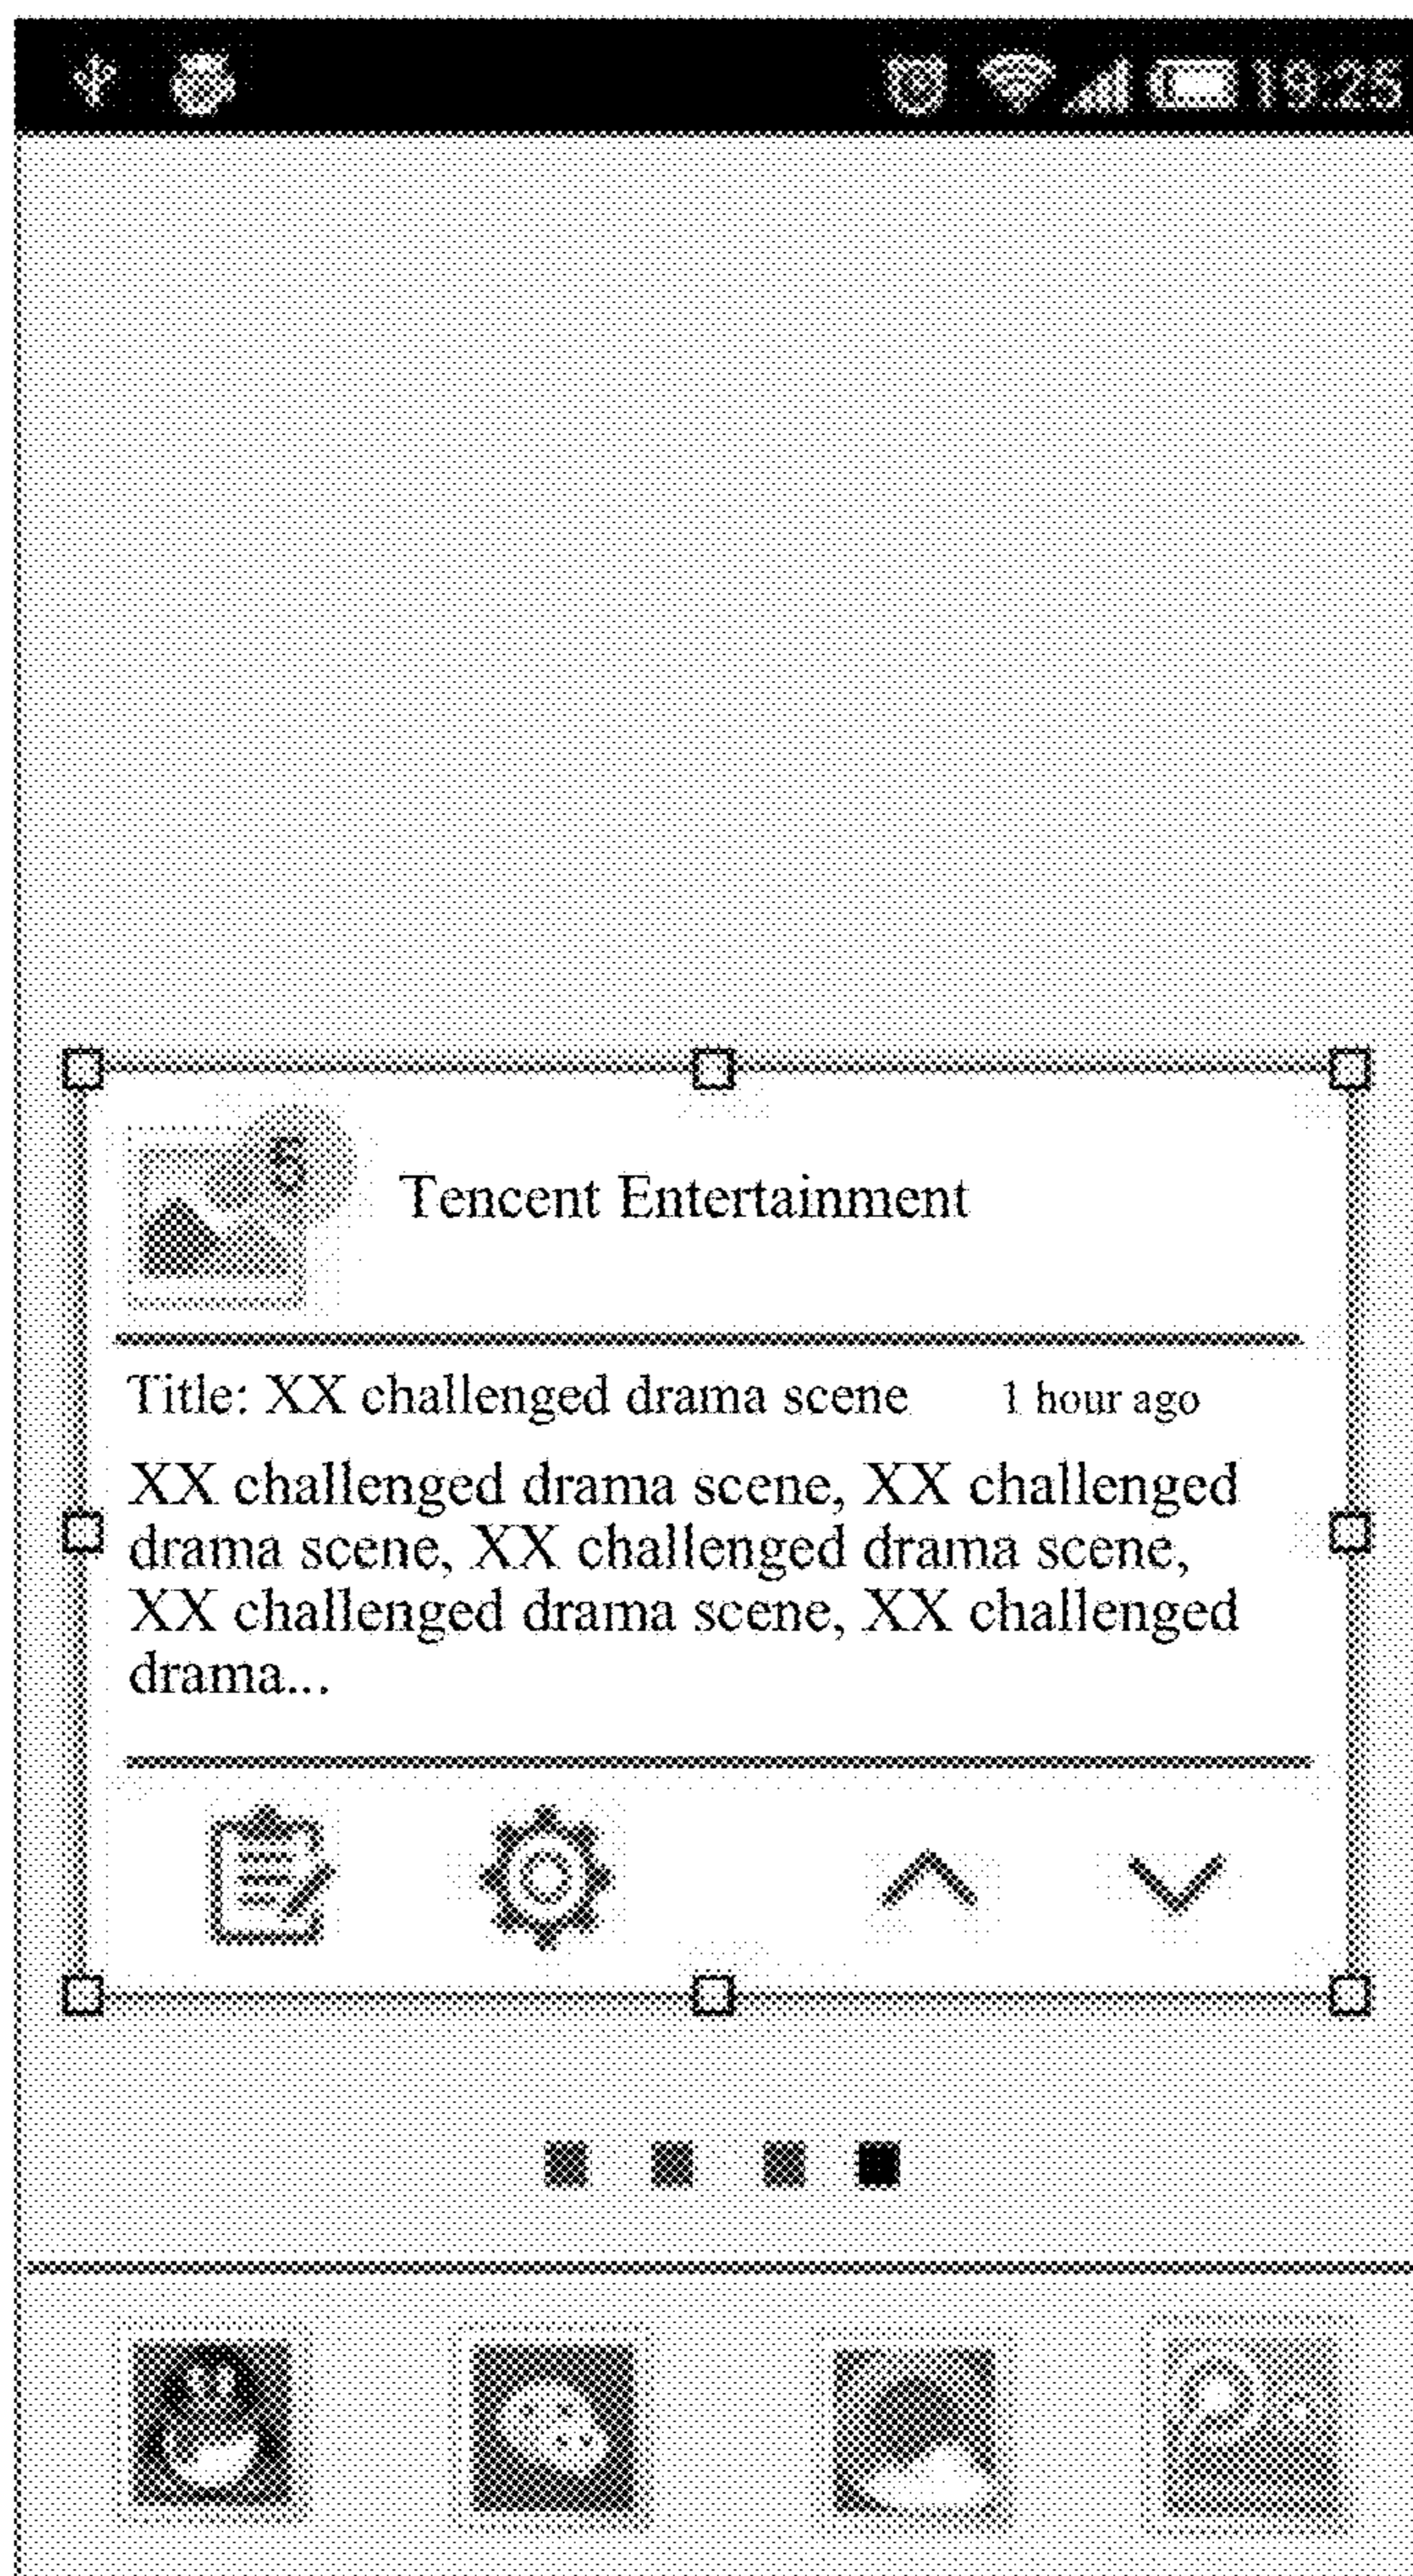 19:25
5
Tencent Entertainment
Title: XX challenged drama scene 1 hour ago
XX challenged drama scene, XX challenged
drama scene, XX challenged drama scene,
XX challenged drama scene, XX challenged
drama...